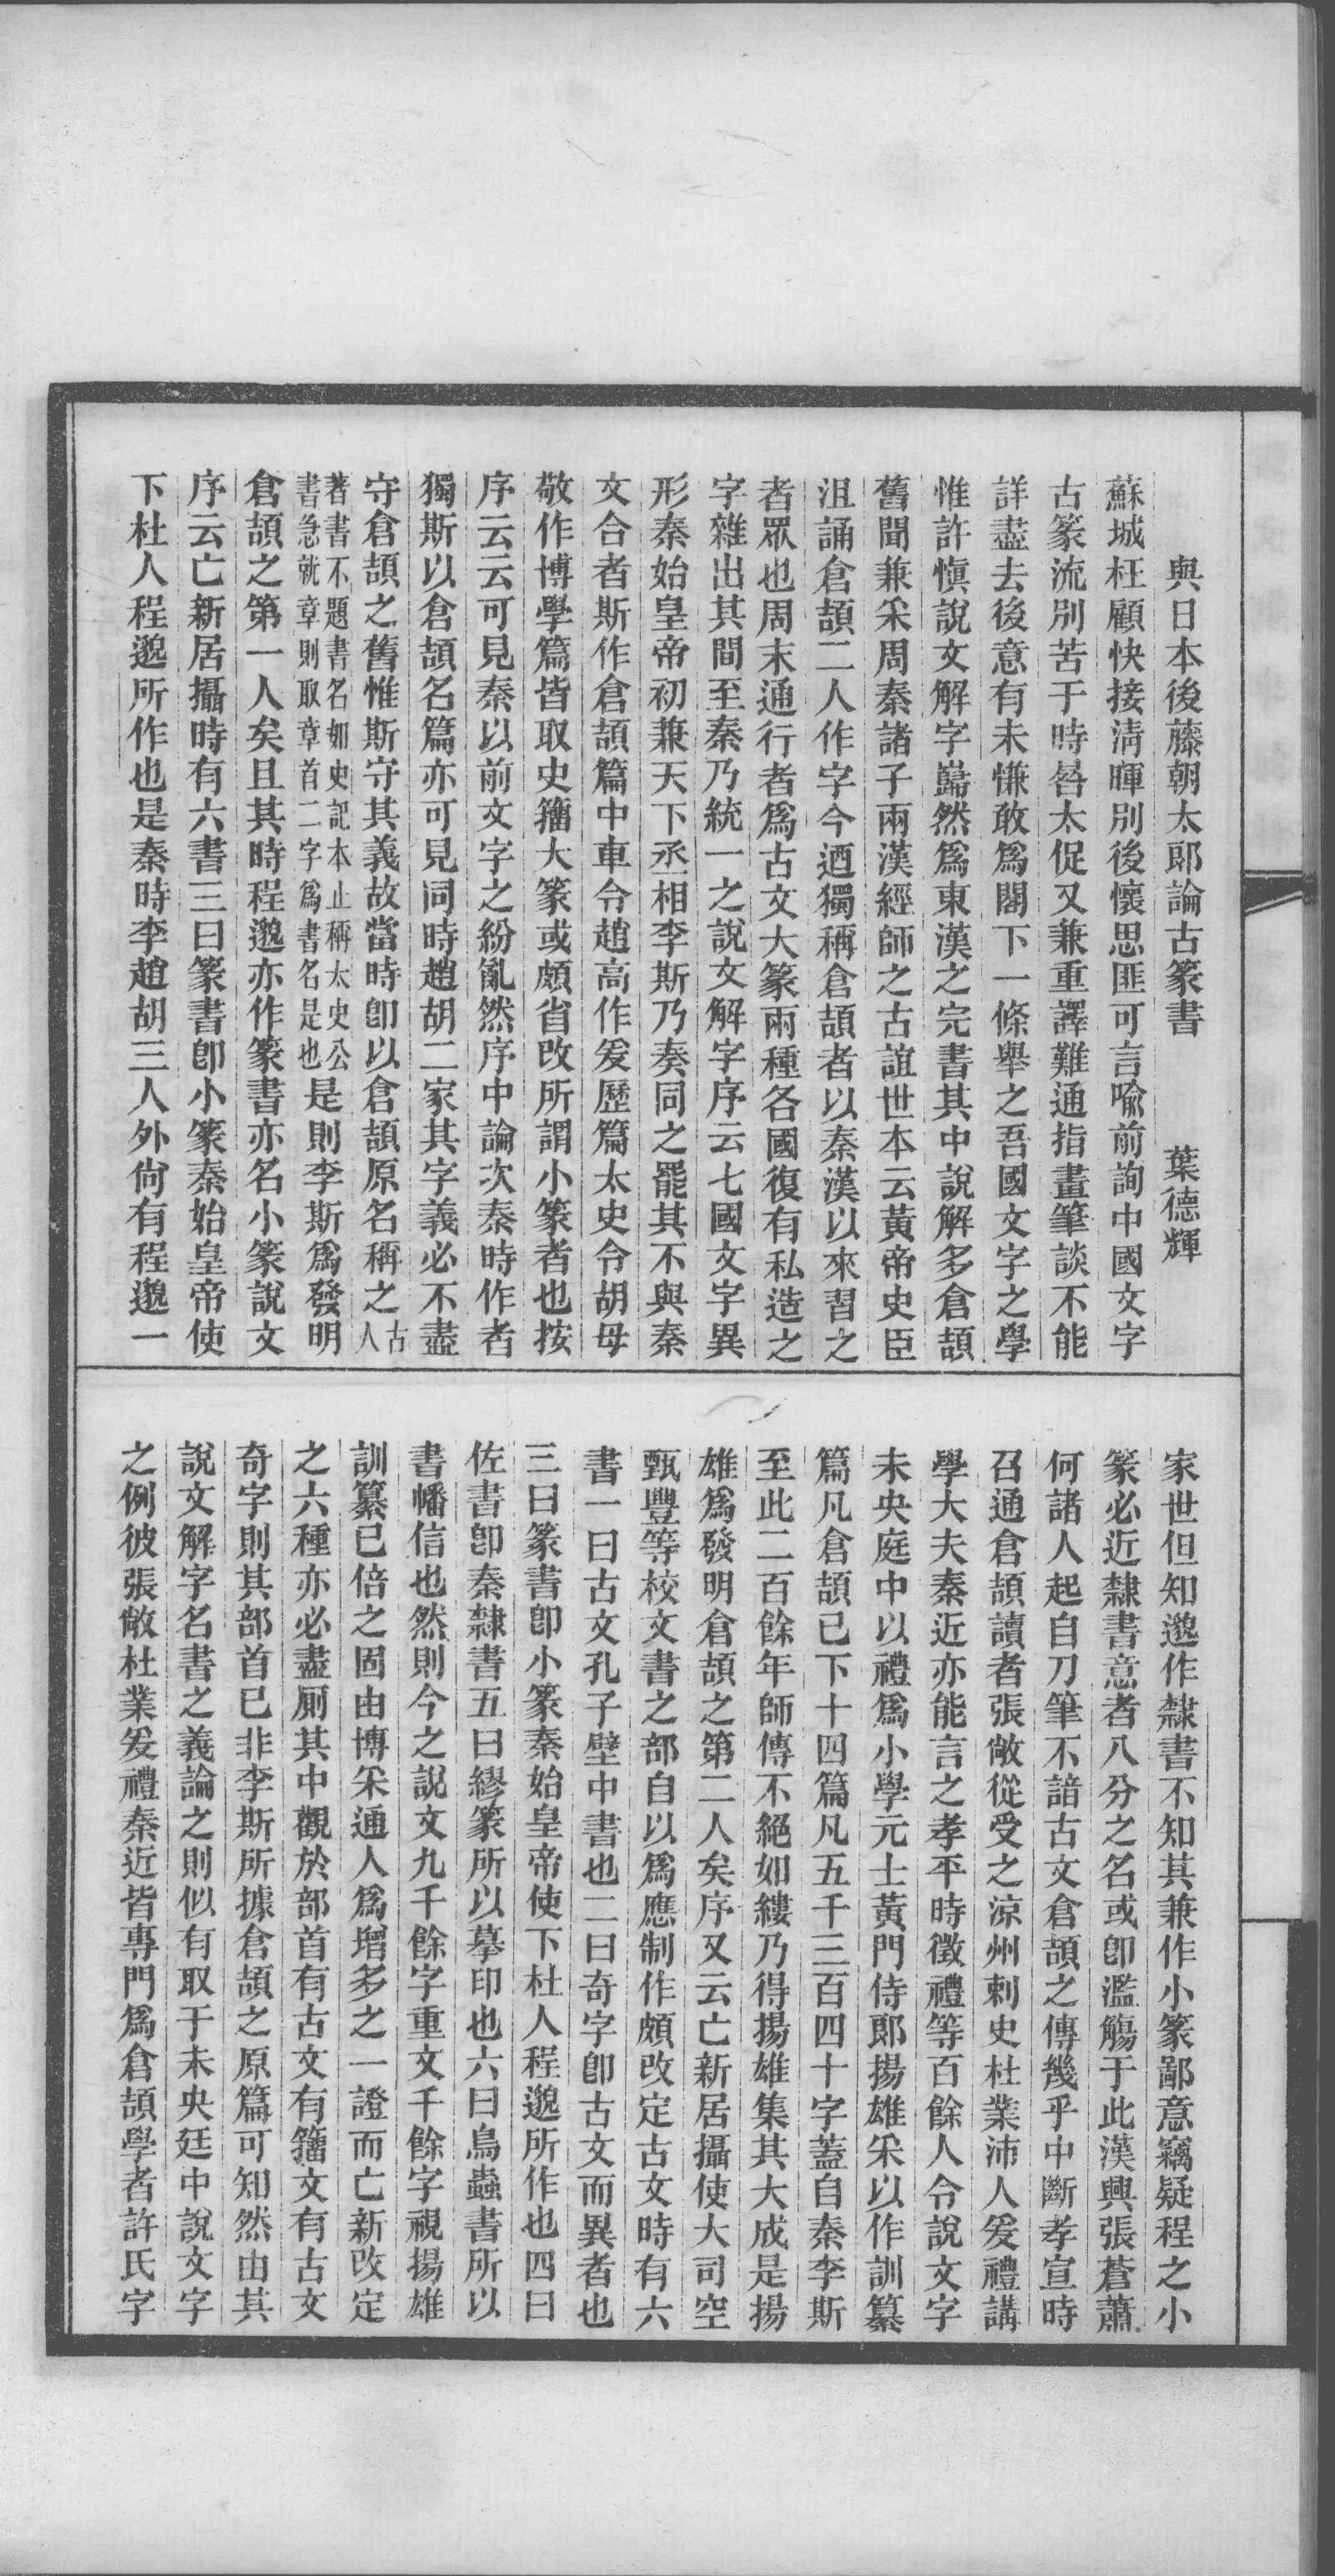 與日本後藤朝太郎論古篆書　葉德輝
蘇城枉顧快接淸暉別後懷思匪可言喩前詢中國文字
古篆流別苦于時晷太促又兼重譯難通指畫筆談不能
詳盡去後意有未慊敢爲閣下一條舉之吾國文字之學
惟許愼說文解字巋然爲東漢之完書其中說解多倉頡
舊聞兼采周秦諸子兩漢經師之古誼世本云黃帝史臣
沮誦倉頡二人作字今迺獨稱倉頡者以秦漢以來習之
者眾也周末通行者爲古文大篆兩種各國復有私造之
字雜出其間至秦乃統一之說文解字序云七國文字異
形秦始皇帝初兼天下丞相李斯乃奏同之罷其不與秦
文合者斯作倉頡篇中車令趙高作爰歷篇太史令胡母
敬作博學篇皆取史籒大篆或頗省改所謂小篆者也按
序云云可見秦以前文字之紛亂然序中論次秦時作者
獨斯以倉頡名篇亦可見同時趙胡二家其字義必不盡
守倉頡之舊惟斯守其義故當時卽以倉頡原名稱之古人
著書不題書名如史記本止稱太史公書急就章則取章首二字爲書名是也是則李斯爲發明
倉頡之第一人矣且其時程邈亦作篆書亦名小篆說文
序云亡新居攝時有六書三曰篆書卽小篆秦始皇帝使
下杜人程邈所作也是秦時李趙胡三人外尙有程邈一
家世但知邈作隸書不知其兼作小篆鄙意竊疑程之小
篆必近隸書意者八分之名或卽濫觴于此漢興張蒼蕭
何諸人起自刀筆不諳古文倉頡之傳幾乎中斷孝宣時
召通倉頡讀者張敞從受之涼州刺史杜業沛人爰禮講
學大夫秦近亦能言之孝平時徵禮等百餘人令說文字
未央庭中以禮爲小學元士黃門侍郞揚雄采以作訓纂
篇凡倉頡已下十四篇凡五千三百四十字蓋自秦李斯
至此二百餘年師傳不絕如縷乃得揚雄集其大成是揚
雄爲發明倉頡之第二人矣序又云亡新居攝使大司空
甄豐等校文書之部自以爲應制作頗改定古文時有六
書一曰古文孔子壁中書也二曰奇字卽古文而異者也
三曰篆書卽小篆秦始皇帝使下杜人程邈所作也四曰
佐書卽秦隸書五曰繆篆所以摹印也六曰鳥蟲書所以
書幡信也然則今之說文九千餘字重文千餘字視揚雄
訓纂已倍之固由博采通人爲增多之一證而亡新改定
之六種亦必盡厠其中觀於部首有古文有籒文有古文
奇字則其部首已非李斯所據倉頡之原篇可知然由其
說文解字名書之義論之則似有取于未央廷中說文字
之例彼張敞杜業爰禮秦近皆專門爲倉頡學者許氏字